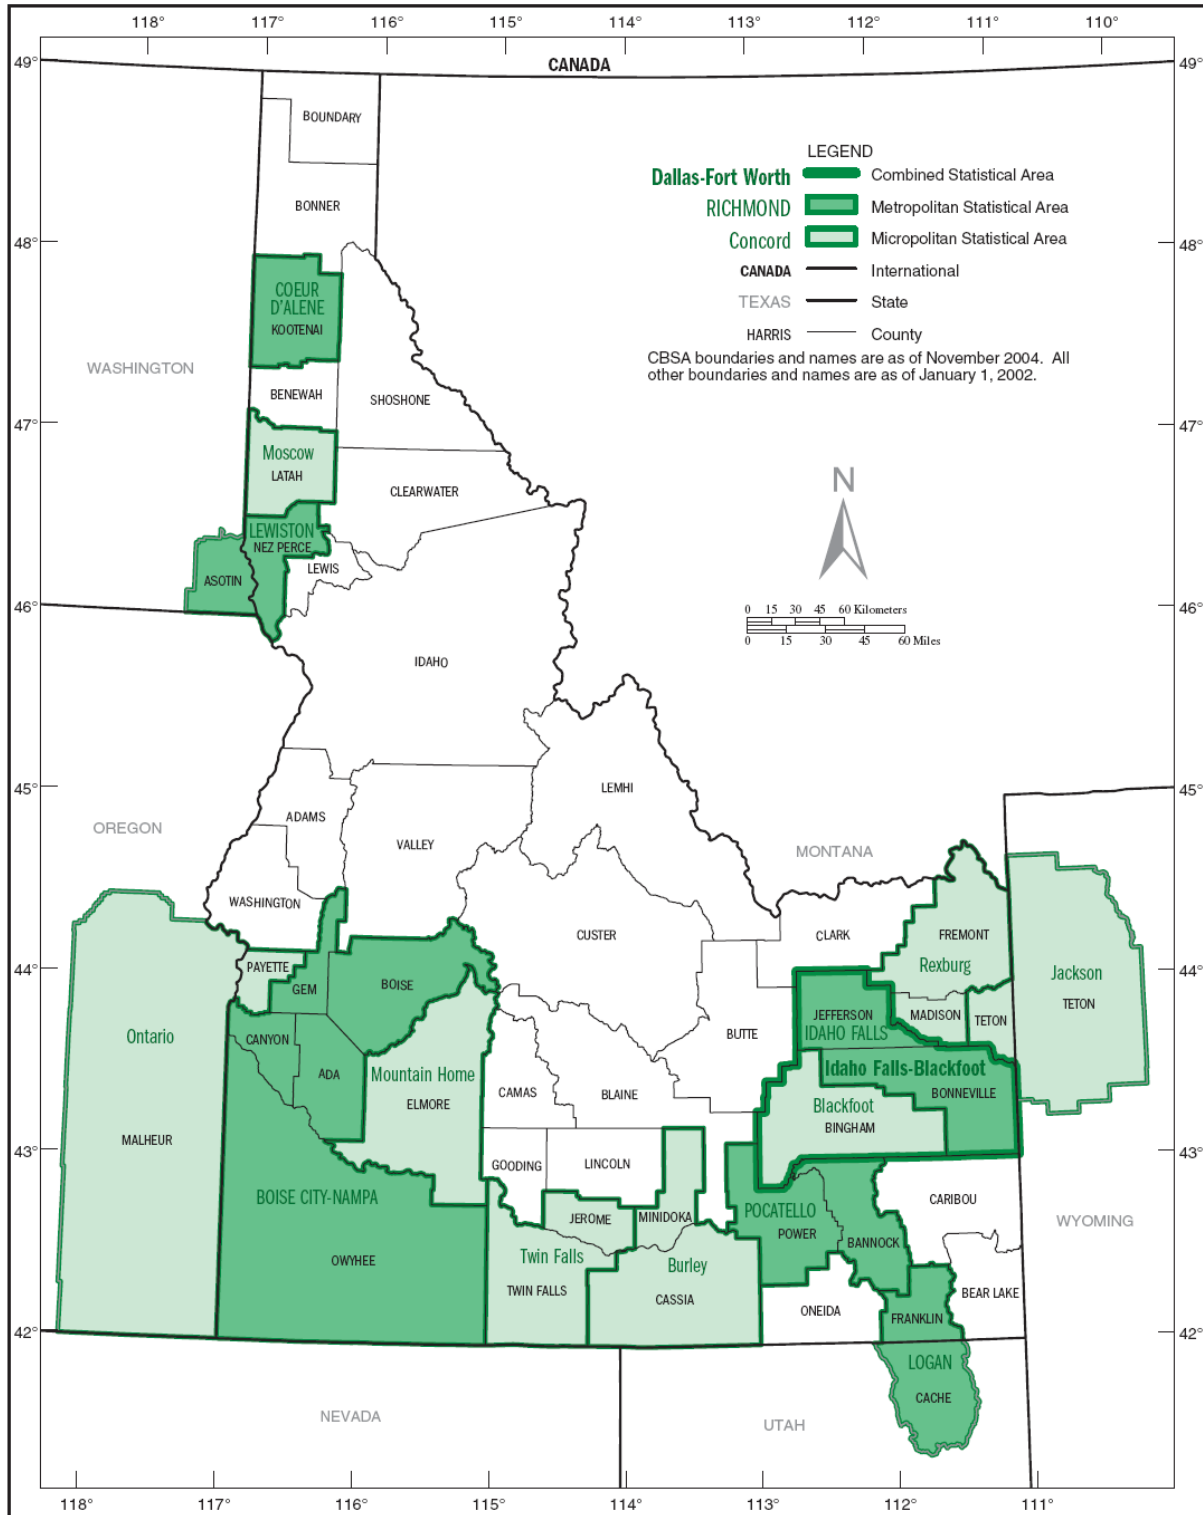 118° 117° 116° 115° 114° 113° 112° 111° 110°
49° CANADA 49°
BOUNDARY
LEGEND
Dallas-Fort Worth Combined Statistical Area
RICHMOND Metropolitan Statistical Area
Concord Micropolitan Statistical Area
CANADA International
TEXAS State
HARRIS County
CBSA boundaries and names are as of November 2004. All
other boundaries and names are as of January 1, 2002.
BONNER
48° 48°
COEUR
D'ALENE
KOOTENAI
WASHINGTON
BENEWAH
SHOSHONE
47° 47°
Moscow
LATAH
CLEARWATER
N
LEWISTON
NEZ PERCE
LEWIS
ASOTIN
46° 46°
0 15 30 45 60 Kilometers
0 15 30 45 60 Miles
IDAHO
45° 45°
LEMHI
ADAMS
OREGON
VALLEY
MONTANA
WASHINGTON
CUSTER
CLARK
FREMONT
44° 44°
PAYETTE
Rexburg
Jackson
GEM
BOISE
TETON
JEFFERSON
MADISON
TETON
Ontario
CANYON
BUTTE
IDAHO FALLS
ADA
Mountain Home
Idaho Falls-Blackfoot
ELMORE
CAMAS
BLAINE
BONNEVILLE
Blackfoot
BINGHAM
MALHEUR
43° 43°
GOODING
LINCOLN
BOISE CITY-NAMPA
CARIBOU
JEROME
MINIDOKA
POCATELLO
POWER
WYOMING
BANNOCK
Twin Falls
Burley
OWYHEE
TWIN FALLS
CASSIA
ONEIDA
BEAR LAKE
FRANKLIN
42° 42°
LOGAN
CACHE
NEVADA
UTAH
118° 117° 116° 115° 114° 113° 112° 111°